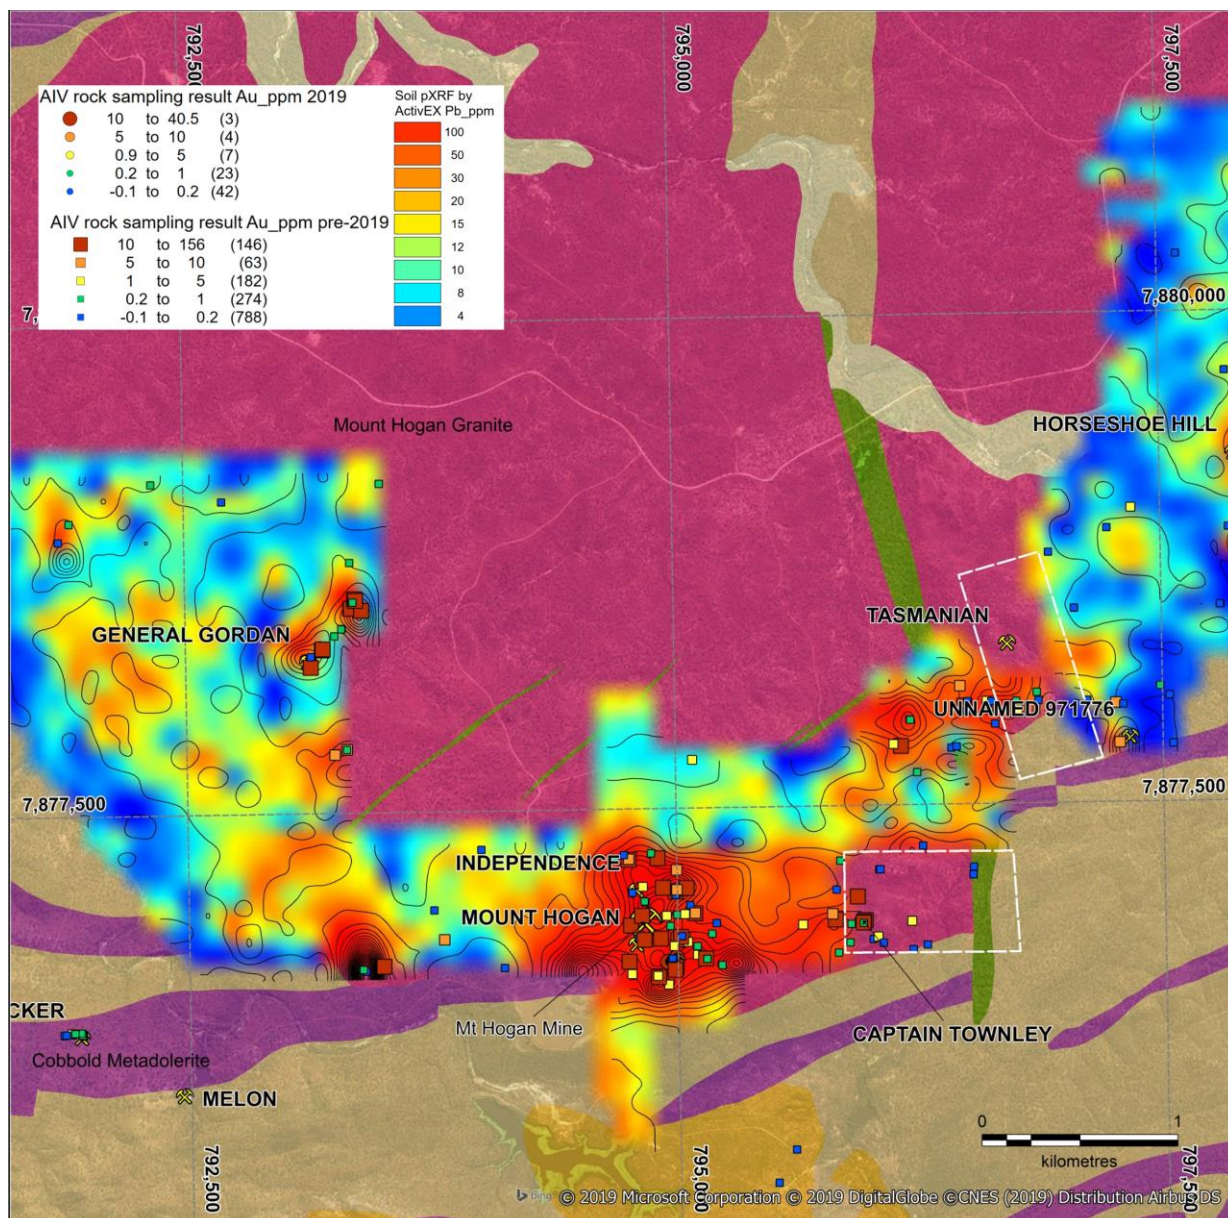 792,500
795,000
797,500
AIV rock sampling result Au_ppm 2019
10 to 40.5 (3)
5 to 10 (4)
0.9 to 5 (7)
0.2 to 1 (23)
-0.1 to 0.2 (42)
AIV rock sampling result Au_ppm pre-2019
10 to 156 (146)
5 to 10 (63)
1 to 5 (182)
0.2 to 1 (274)
-0.1 to 0.2 (788)
Soil pXRF by
ActivEX Pb_ppm
100
50
30
20
15
12
10
8
4
7,880,000
Mount Hogan Granite
HORSESHOE HILL
TASMANIAN
GENERAL GORDAN
UNNAMED 971776
7,877,500
7,877,500
INDEPENDENCE
MOUNT HOGAN
CKER
Mt Hogan Mine
CAPTAIN TOWNLEY
Cobbold Metadolerite
MELON
0 1
kilometres
792,500
795,000
797,500
Bing © 2019 Microsoft Corporation © 2019 DigitalGlobe ©CNES (2019) Distribution Airbus DS